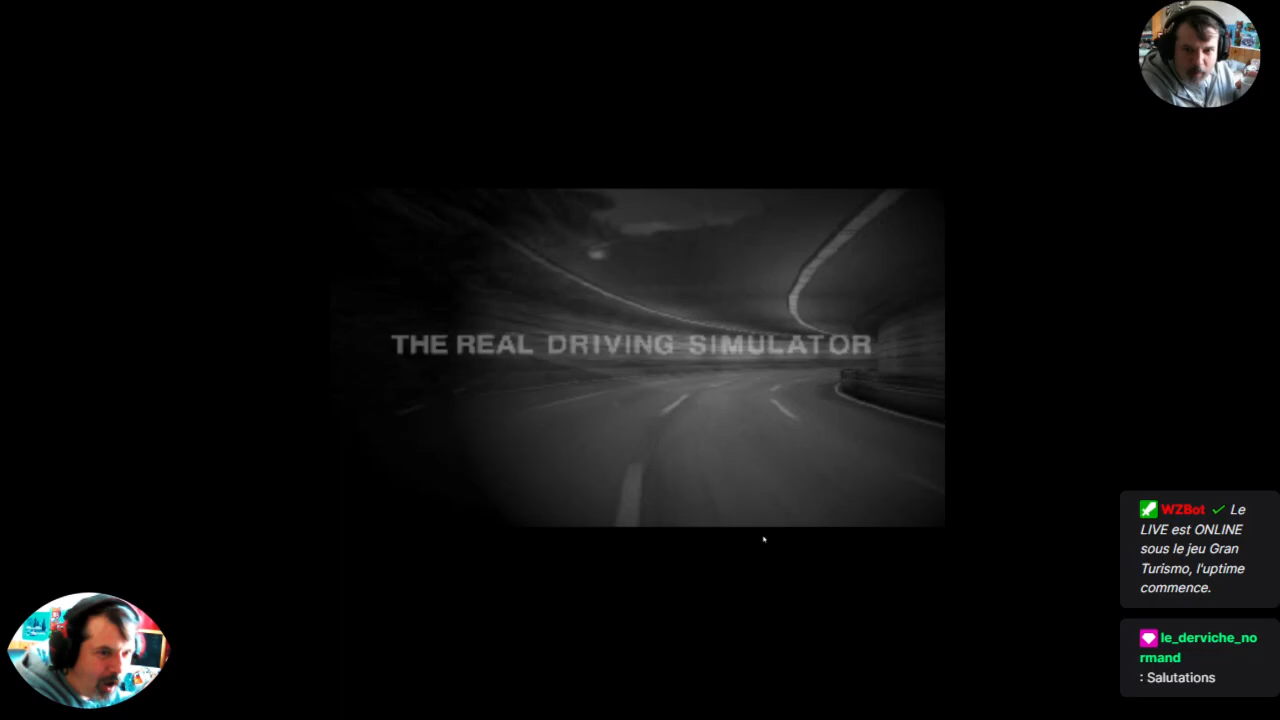 THE REAL DRIVING SIMULATOR
WZBot Le
LIVE est ONLINE
sous le jeu Gran
Turismo, l'uptime
commence.
le_derviche_no
rmand
: Salutations